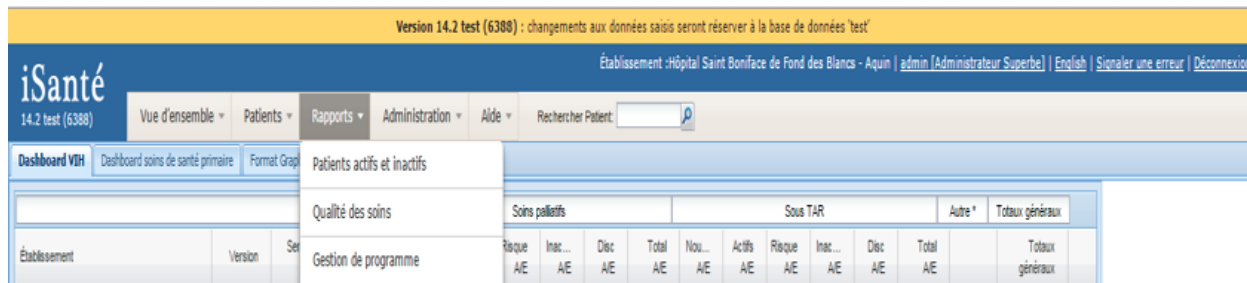 Version 14.2 test (6388) : changements aux données saisis seront réserver à la base de données 'test'
Établissement :Hôpital Saint Boniface de Fond des Blancs - Aquin | admin [Administrateur Superbe] | English | Signaler une erreur | Déconnexion
iSanté
14.2 test (6388)
Vue d'ensemble Patients Rapports Administration Aide Rechercher Patient:
Dashboard VIH Dashboard soins de santé primaire Format Grap
Patients actifs et inactifs
Qualité des soins
Gestion de programme
Soins palliatifs Sous TAR Autre * Totaux généraux
Établissement Version Ser Risque Inac... Disc Total Nou... Actifs Risque Inac... Disc Total Totaux
A/E A/E A/E A/E A/E A/E A/E A/E A/E A/E généraux